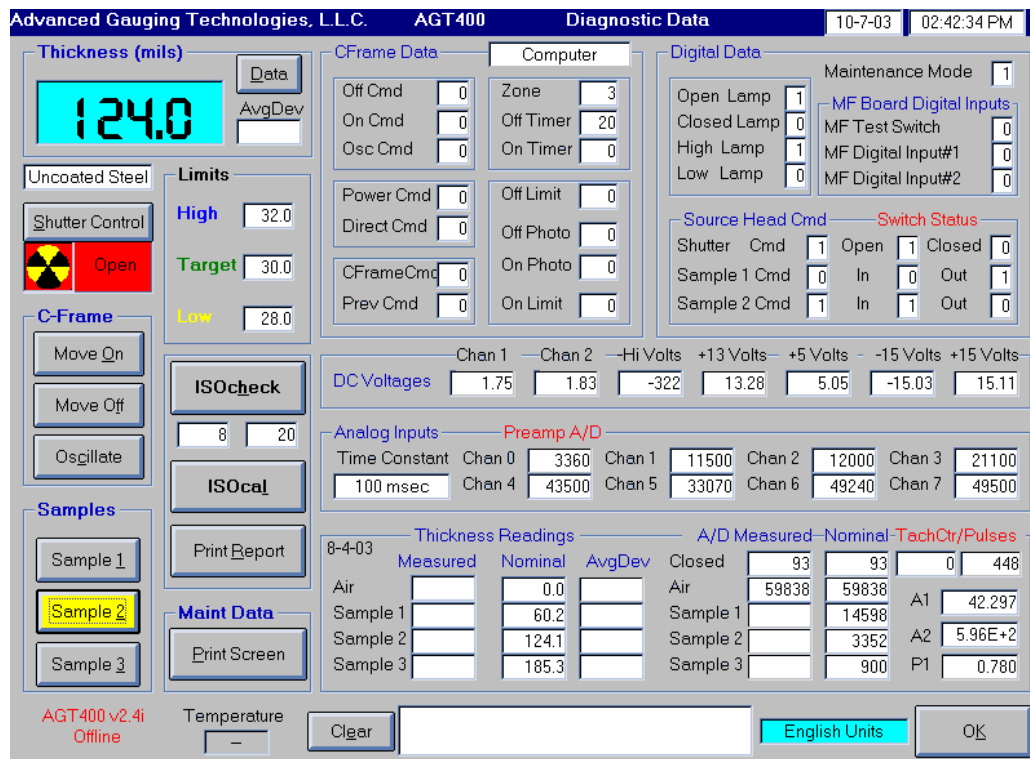 Advanced Gauging Technologies, L.L.C. AGT400 Diagnostic Data 10-7-03 02:42:34 PM
Thickness (mils)
124.0
Data
AvgDev
Uncoated Steel
Shutter Control
Open
Limits
High 32.0
Target 30.0
Low 28.0
C-Frame
Move On
Move Off
Oscillate
ISOcheck
8 20
ISOcal
Print Report
Samples
Sample 1
Sample 2
Sample 3
Maint Data
Print Screen
CFrame Data Computer
Off Cmd 0
On Cmd 0
Osc Cmd 0
Power Cmd 0
Direct Cmd 0
CFrameCmd 0
Prev Cmd 0
Zone 3
Off Timer 20
On Timer 0
Off Limit 0
Off Photo 0
On Photo 0
On Limit 0
Digital Data
Open Lamp 1
Closed Lamp 0
High Lamp 1
Low Lamp 0
Maintenance Mode 1
MF Board Digital Inputs
MF Test Switch 0
MF Digital Input#1 0
MF Digital Input#2 0
Source Head Cmd Switch Status
Shutter Cmd 1 Open 1 Closed 0
Sample 1 Cmd 0 In 0 Out 1
Sample 2 Cmd 1 In 1 Out 0
Chan 1 Chan 2 -Hi Volts +13 Volts +5 Volts -15 Volts +15 Volts
DC Voltages 1.75 1.83 -322 13.28 5.05 -15.03 15.11
Analog Inputs Preamp A/D
Time Constant Chan 0 3360 Chan 1 11500 Chan 2 12000 Chan 3 21100
100 msec Chan 4 43500 Chan 5 33070 Chan 6 49240 Chan 7 49500
Thickness Readings A/D Measured Nominal TachCtr/Pulses
8-4-03 Measured Nominal AvgDev Closed 93 93 0 448
Air 0.0 Air 59838 59838 A1 42.297
Sample 1 60.2 Sample 1 14598
Sample 2 124.1 Sample 2 3352 A2 5.96E+2
Sample 3 185.3 Sample 3 900 P1 0.780
AGT400 v2.4i
Offline
Temperature
–
Clear
English Units
OK